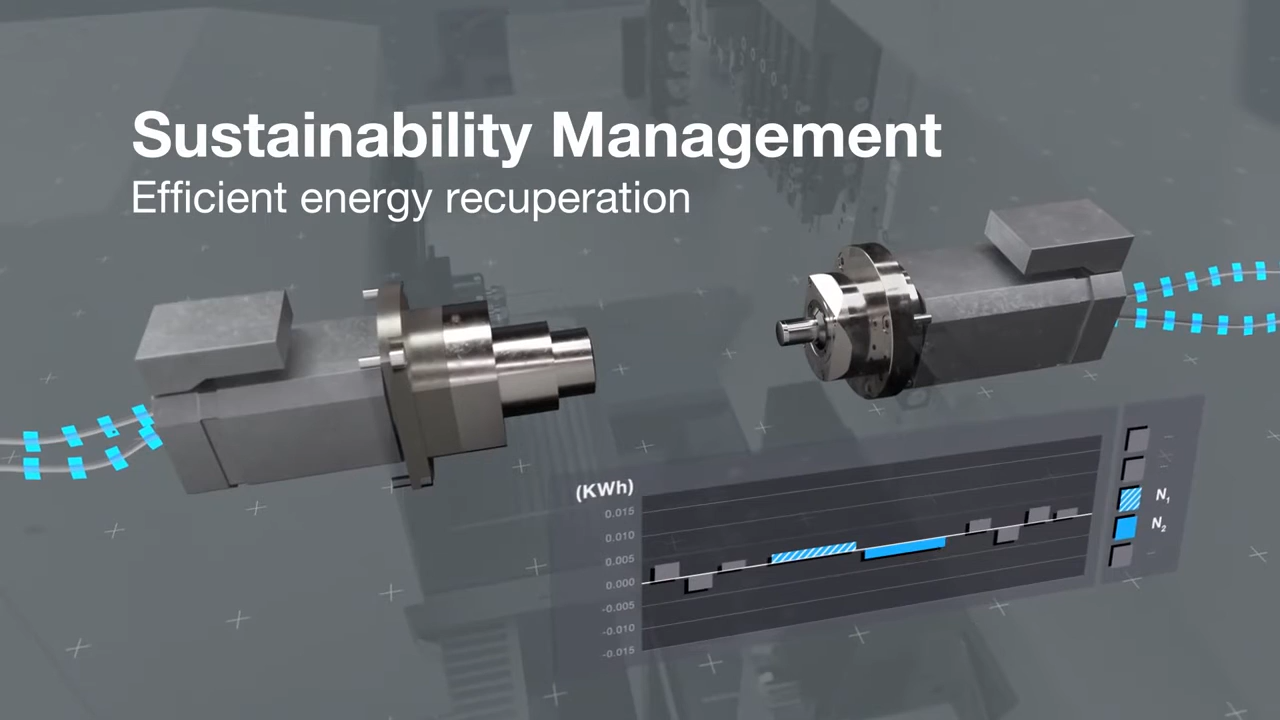 Sustainability Management
Efficient energy recuperation
(KWh)
0.015
0.010
0.005
0.000
-0.005
-0.010
-0.015
N₁
N₂